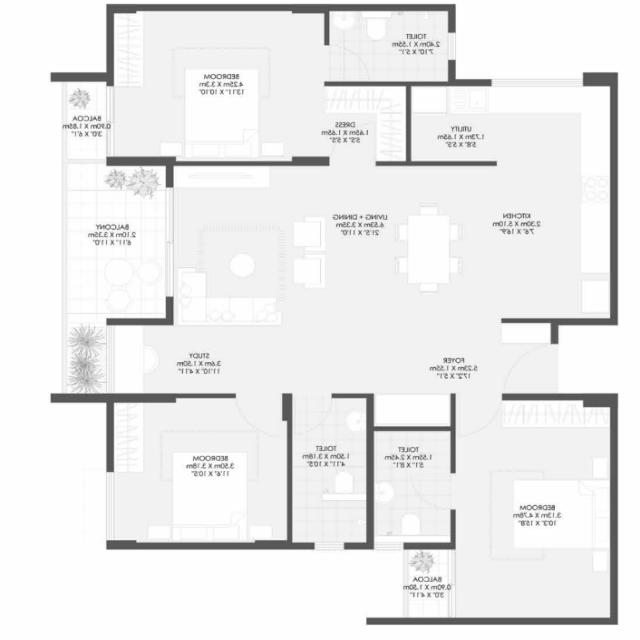 TOILET
2.40m X 1.55m
7'10" X 5'1"
BEDROOM
4.25m X 3.3m
13'11" X 10'10"
BALCOA
0.90m X 1.85m
3'0" X 6'1"
DRESS
1.65m X 1.65m
5'5" X 5'5"
UTILITY
1.73m X 1.65m
5'8" X 5'5"
BALCONY
2.10m X 3.35m
6'11" X 11'0"
LIVING + DINING
6.53m X 3.35m
21'5" X 11'0"
KITCHEN
2.30m X 5.10m
7'6" X 16'9"
STUDY
3.6m X 1.50m
11'10" X 4'11"
FOYER
5.23m X 1.55m
17'2" X 5'1"
BEDROOM
3.50m X 3.18m
11'6" X 10'5"
TOILET
1.50m X 3.18m
4'11" X 10'5"
TOILET
1.55m X 2.45m
5'1" X 8'1"
BEDROOM
3.13m X 4.78m
10'3" X 15'8"
BALCOA
0.90m X 1.50m
3'0" X 4'11"